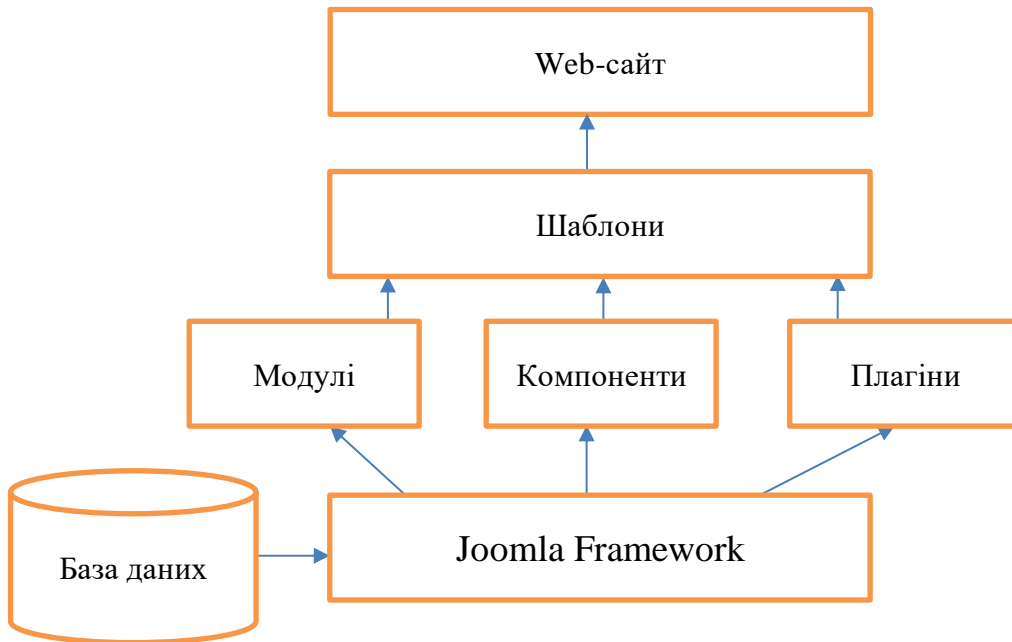 Web-сайт
Шаблони
Модулі
Компоненти
Плагіни
База даних
Joomla Framework